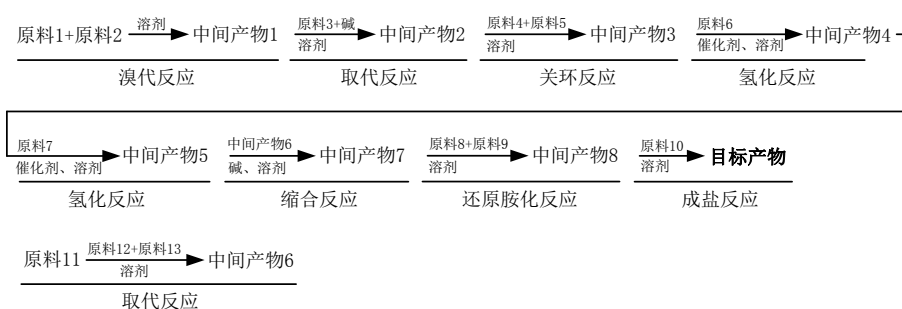 原料1+原料2 溶剂 中间产物1 原料3+碱 溶剂 中间产物2 原料4+原料5 溶剂 中间产物3 原料6 催化剂、溶剂 中间产物4
溴代反应 取代反应 关环反应 氢化反应
原料7 催化剂、溶剂 中间产物5 中间产物6 碱、溶剂 中间产物7 原料8+原料9 溶剂 中间产物8 原料10 溶剂 目标产物
氢化反应 缩合反应 还原胺化反应 成盐反应
原料11 原料12+原料13 溶剂 中间产物6
取代反应